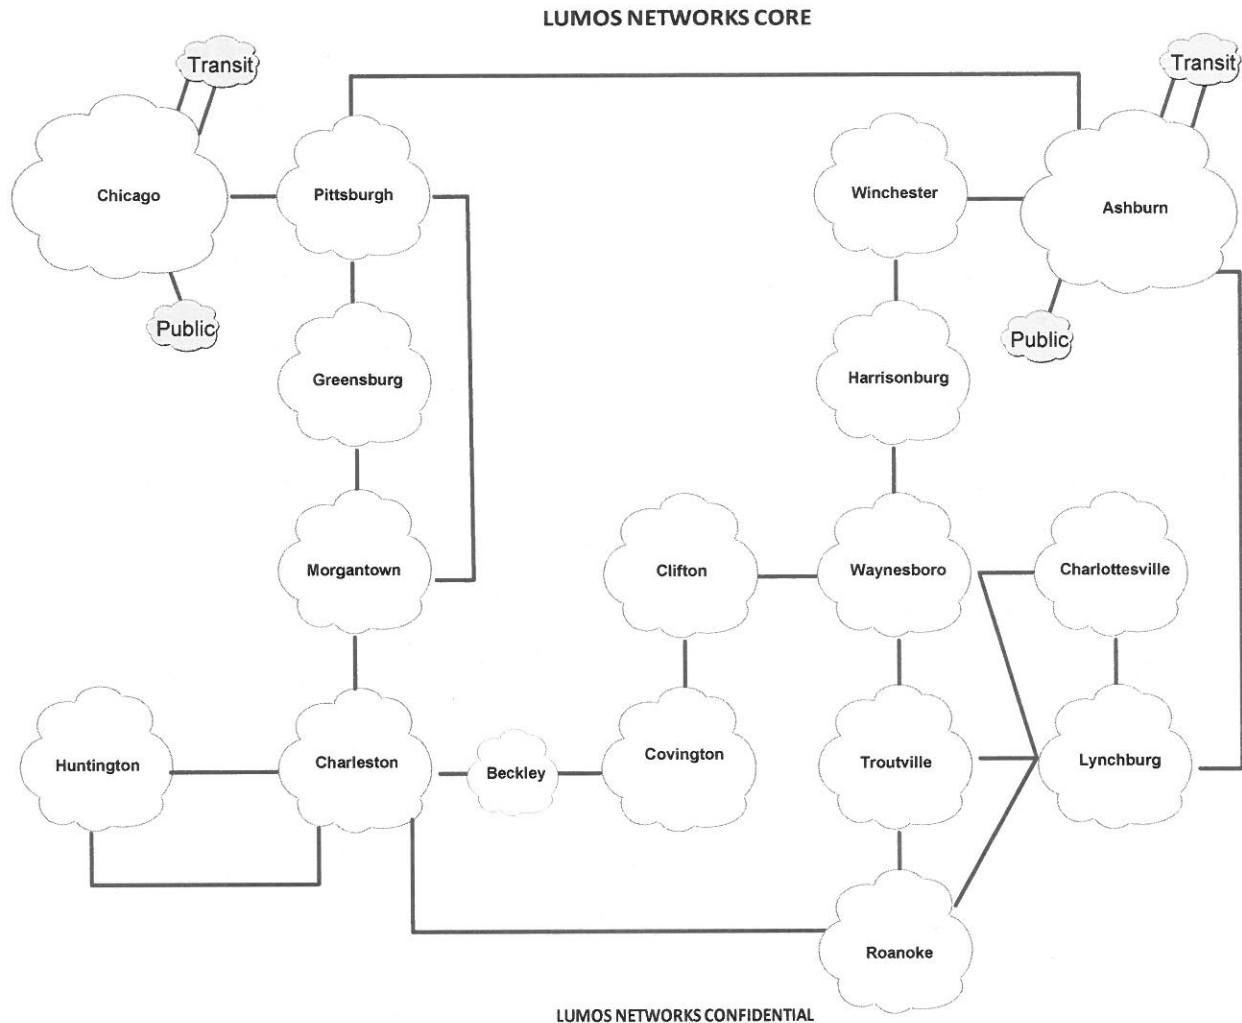 LUMOS NETWORKS CORE
Transit
Transit
Chicago
Pittsburgh
Winchester
Ashburn
Public
Public
Greensburg
Harrisonburg
Morgantown
Clifton
Waynesboro
Charlottesville
Huntington
Charleston
Beckley
Covington
Troutville
Lynchburg
Roanoke
LUMOS NETWORKS CONFIDENTIAL